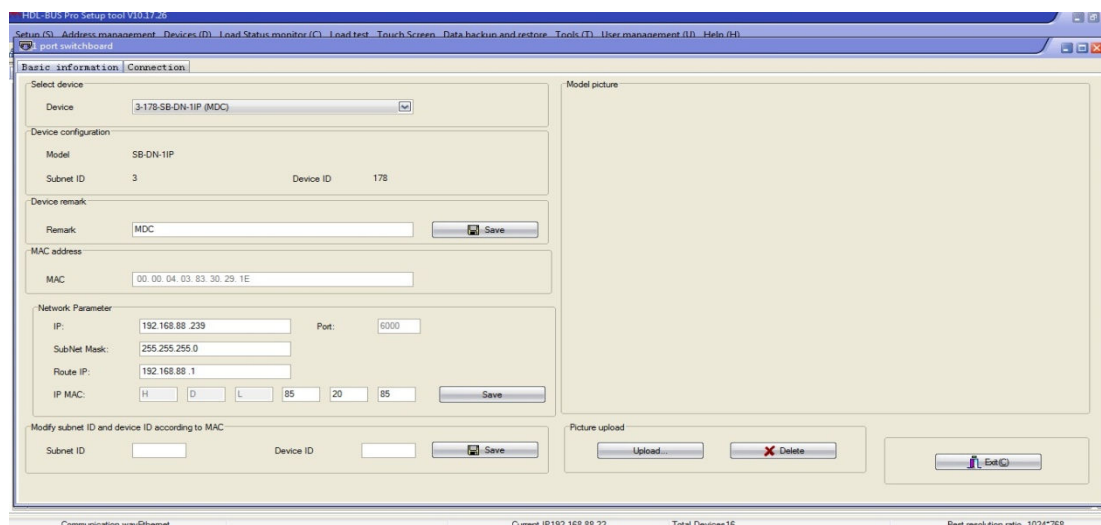 HDL-BUS Pro Setup tool V10.17.26
Setup (S) Address management Devices (D) Load Status monitor (C) Load test Touch Screen Data backup and restore Tools (T) User management (U) Help (H)
1 port switchboard
Basic information Connection
Select device
Device 3-178-SB-DN-1IP (MDC)
Device configuration
Model SB-DN-1IP
Subnet ID 3 Device ID 178
Device remark
Remark MDC Save
MAC address
MAC 00. 00. 04. 03. 83. 30. 29. 1E
Network Parameter
IP: 192.168.88 .239 Port: 6000
SubNet Mask: 255.255.255.0
Route IP: 192.168.88 .1
IP MAC: H D L 85 20 85 Save
Modify subnet ID and device ID according to MAC
Subnet ID Device ID Save
Model picture
Picture upload
Upload... Delete
Exit(C)
Communication way:Ethernet Current IP192.168.88.22 Total Devices16 Best resolution ratio 1024*768